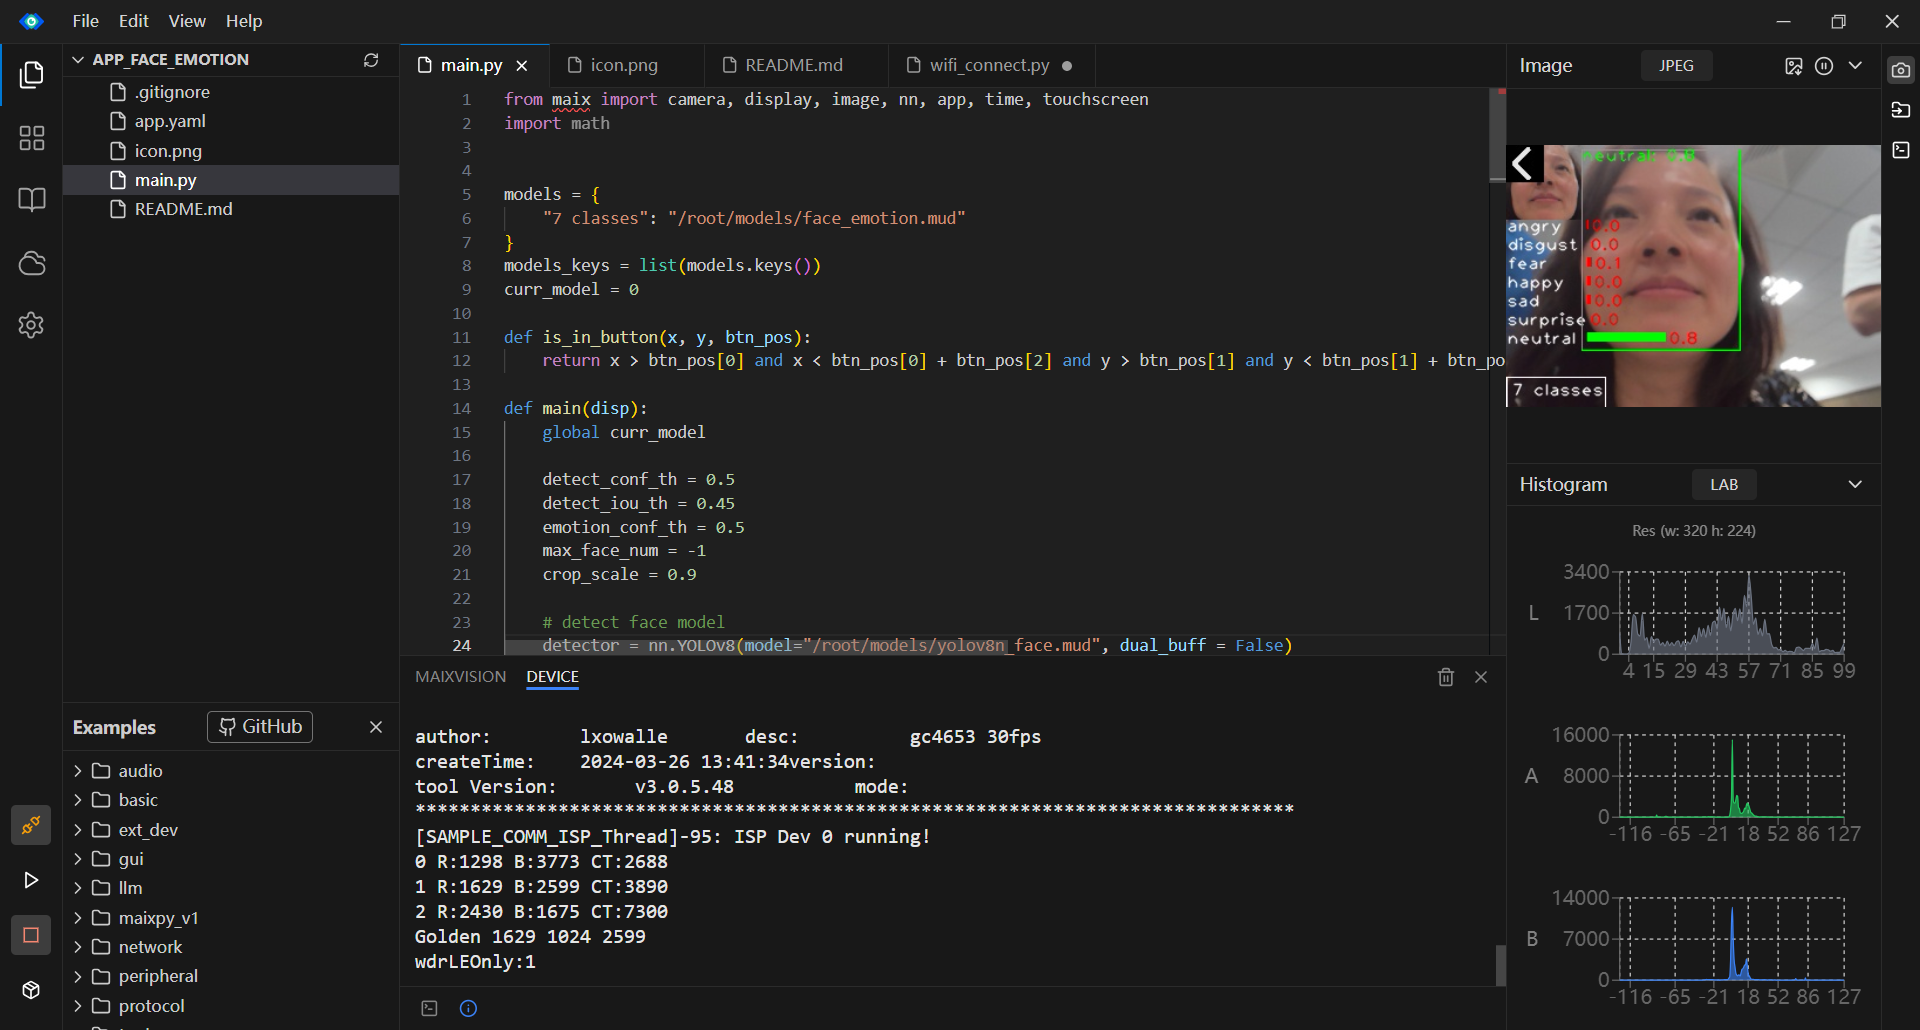 File Edit View Help
APP_FACE_EMOTION
.gitignore
app.yaml
icon.png
main.py
README.md
Examples
GitHub
audio
basic
ext_dev
gui
llm
maixpy_v1
network
peripheral
protocol
main.py icon.png README.md wifi_connect.py
1 from maix import camera, display, image, nn, app, time, touchscreen
2 import math
3
4
5 models = {
6 "7 classes": "/root/models/face_emotion.mud"
7 }
8 models_keys = list(models.keys())
9 curr_model = 0
10
11 def is_in_button(x, y, btn_pos):
12 return x > btn_pos[0] and x < btn_pos[0] + btn_pos[2] and y > btn_pos[1] and y < btn_pos[1] + btn_po
13
14 def main(disp):
15 global curr_model
16
17 detect_conf_th = 0.5
18 detect_iou_th = 0.45
19 emotion_conf_th = 0.5
20 max_face_num = -1
21 crop_scale = 0.9
22
23 # detect face model
24 detector = nn.YOLOv8(model="/root/models/yolov8n_face.mud", dual_buff = False)
MAIXVISION DEVICE
author: lxowalle desc: gc4653 30fps
createTime: 2024-03-26 13:41:34version:
tool Version: v3.0.5.48 mode:
********************************************************************************
[SAMPLE_COMM_ISP_Thread]-95: ISP Dev 0 running!
0 R:1298 B:3773 CT:2688
1 R:1629 B:2599 CT:3890
2 R:2430 B:1675 CT:7300
Golden 1629 1024 2599
wdrLEOnly:1
Image JPEG
neutral: 0.8
angry 0.0
disgust 0.0
fear 0.1
happy 0.0
sad 0.0
surprise 0.0
neutral 0.8
7 classes
Histogram LAB
Res (w: 320 h: 224)
3400
L 1700
0
4 15 29 43 57 71 85 99
16000
A 8000
0
-116 -65 -21 18 52 86 127
14000
B 7000
0
-116 -65 -21 18 52 86 127